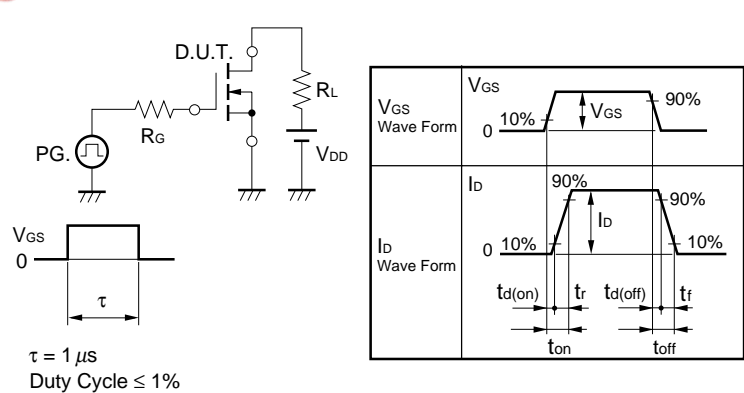 D.U.T.
RL
RG
PG.
VDD
VGS
0
τ
τ = 1 μs
Duty Cycle ≤ 1%
VGS
Wave Form
VGS
10%
0
VGS
90%
ID
Wave Form
ID
90%
90%
0 10%
ID
10%
td(on) tr td(off) tf
ton toff